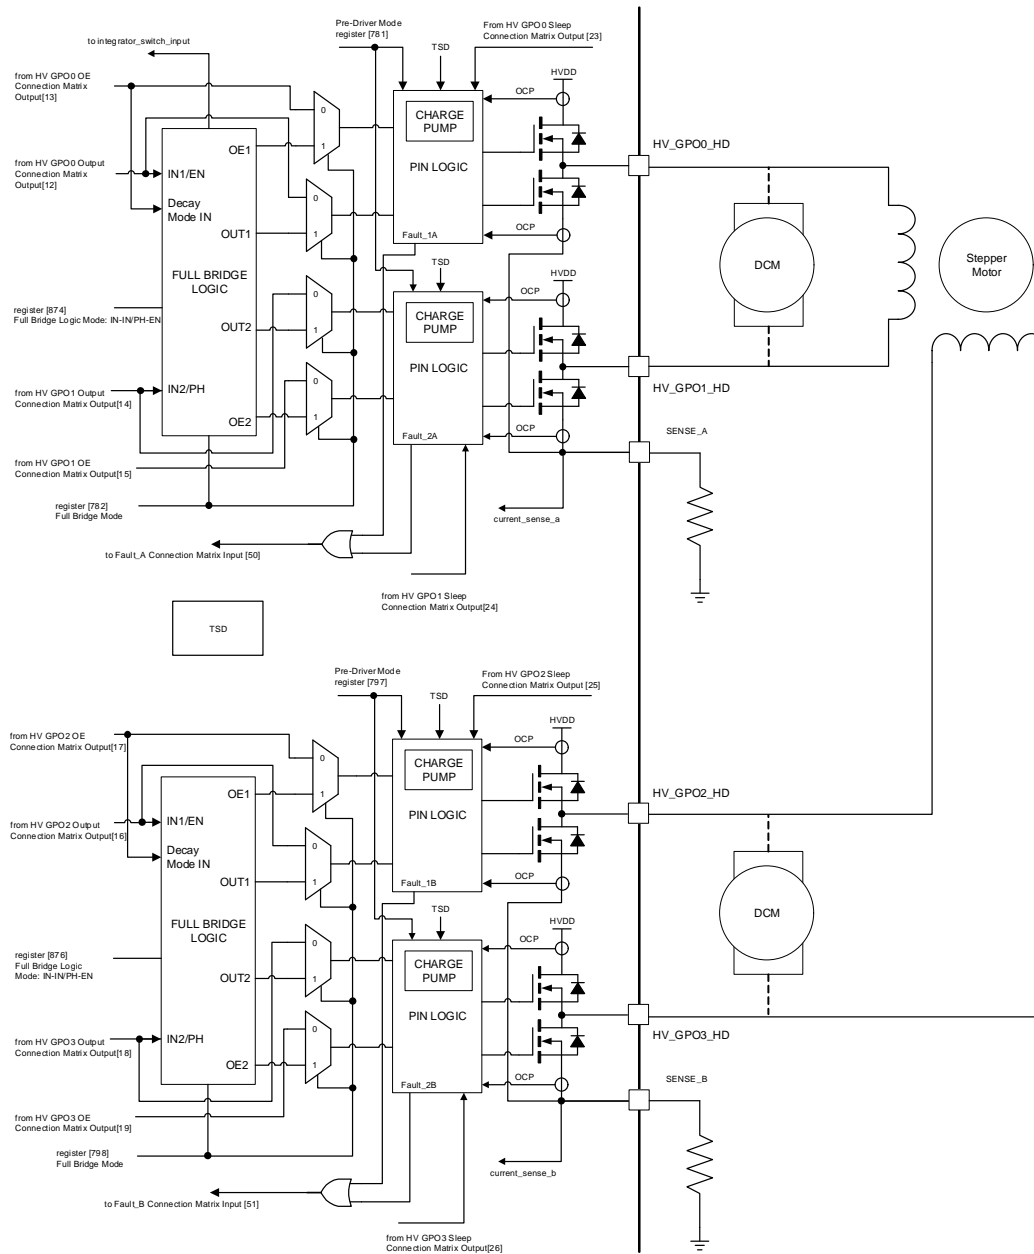 Pre-Driver Mode
register [781]
From HV GPO0 Sleep
Connection Matrix Output [23]
to integrator_switch_input
TSD
HVDD
from HV GPO0 OE
Connection Matrix
Output[13]
OCP
0
CHARGE
PUMP
1
OE1
HV_GPO0_HD
from HV GPO0 Output
Connection Matrix
Output[12]
IN1/EN
PIN LOGIC
0
Decay
Mode IN
OUT1
1
Fault_1A
OCP
TSD
HVDD
DCM
Stepper
Motor
FULL BRIDGE
LOGIC
0
OCP
register [874]
Full Bridge Logic Mode: IN-IN/PH-EN
OUT2
1
CHARGE
PUMP
PIN LOGIC
0
from HV GPO1 Output
Connection Matrix Output[14]
IN2/PH
HV_GPO1_HD
OE2
1
OCP
Fault_2A
SENSE_A
from HV GPO1 OE
Connection Matrix Output[15]
register [782]
Full Bridge Mode
current_sense_a
to Fault_A Connection Matrix Input [50]
from HV GPO1 Sleep
Connection Matrix Output[24]
TSD
Pre-Driver Mode
register [797]
From HV GPO2 Sleep
Connection Matrix Output [25]
TSD
HVDD
from HV GPO2 OE
Connection Matrix Output[17]
OCP
0
CHARGE
PUMP
OE1
1
HV_GPO2_HD
from HV GPO2 Output
Connection Matrix Output[16]
IN1/EN
PIN LOGIC
0
Decay
Mode IN
OUT1
1
Fault_1B
OCP
TSD
HVDD
DCM
FULL BRIDGE
LOGIC
0
OCP
register [876]
Full Bridge Logic
Mode: IN-IN/PH-EN
OUT2
1
CHARGE
PUMP
PIN LOGIC
0
from HV GPO3 Output
Connection Matrix Output[18]
IN2/PH
HV_GPO3_HD
OE2
1
OCP
Fault_2B
SENSE_B
from HV GPO3 OE
Connection Matrix Output[19]
register [798]
Full Bridge Mode
current_sense_b
to Fault_B Connection Matrix Input [51]
from HV GPO3 Sleep
Connection Matrix Output[26]